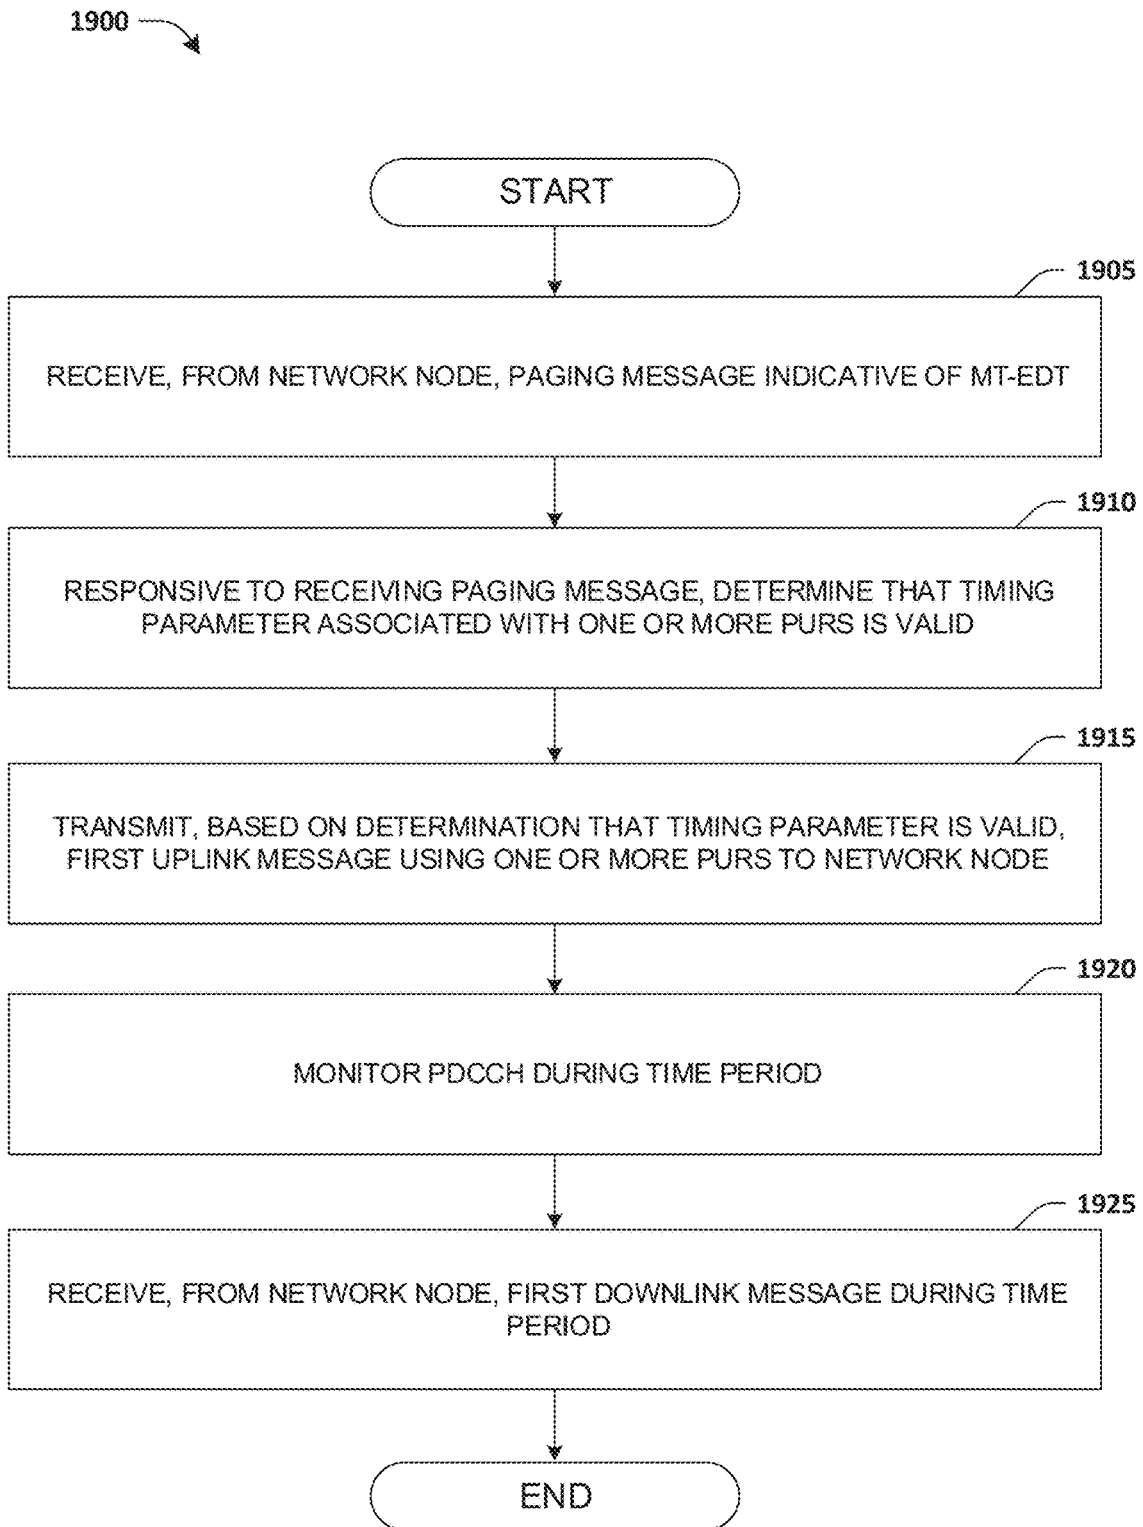 1900
START
1905
RECEIVE, FROM NETWORK NODE, PAGING MESSAGE INDICATIVE OF MT-EDT
1910
RESPONSIVE TO RECEIVING PAGING MESSAGE, DETERMINE THAT TIMING
PARAMETER ASSOCIATED WITH ONE OR MORE PURS IS VALID
1915
TRANSMIT, BASED ON DETERMINATION THAT TIMING PARAMETER IS VALID,
FIRST UPLINK MESSAGE USING ONE OR MORE PURS TO NETWORK NODE
1920
MONITOR PDCCH DURING TIME PERIOD
1925
RECEIVE, FROM NETWORK NODE, FIRST DOWNLINK MESSAGE DURING TIME
PERIOD
END